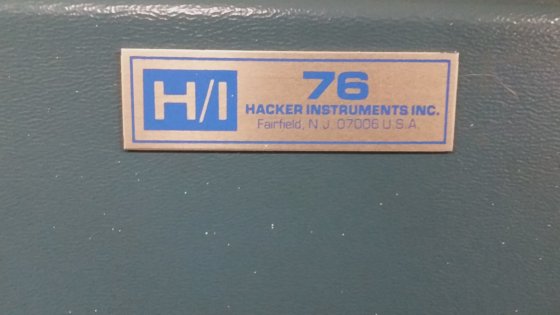 H/I
76
HACKER INSTRUMENTS INC.
Fairfield, N. J. 07006 U.S.A.